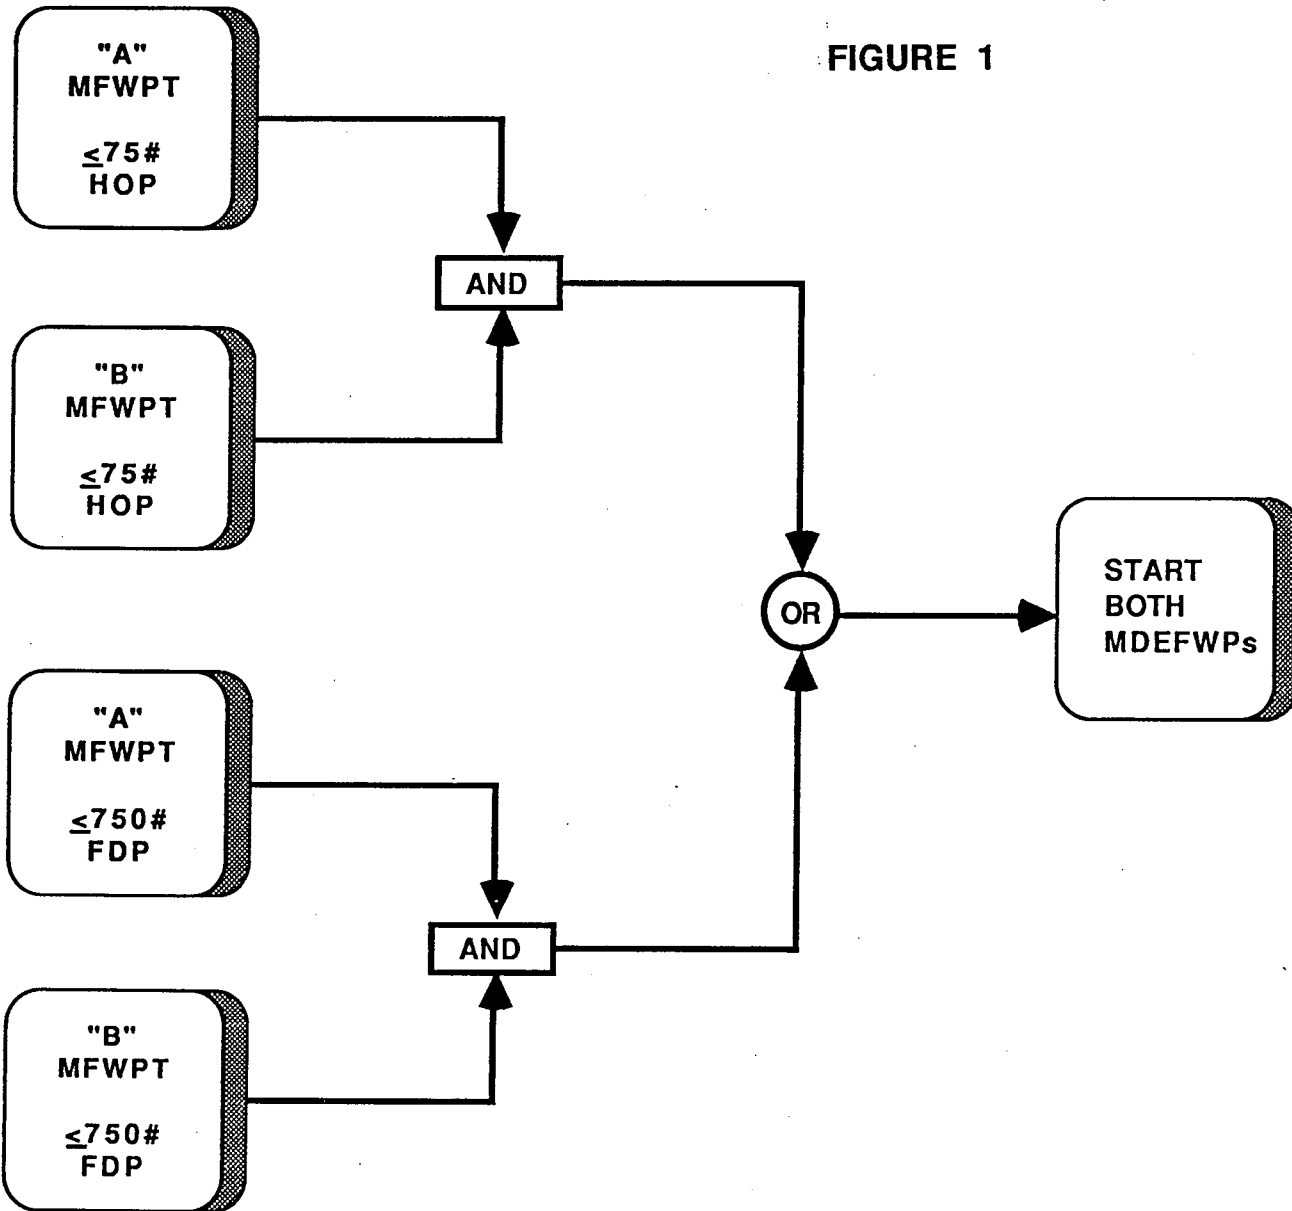 FIGURE 1
"A"
MFWPT
≤75#
HOP
AND
"B"
MFWPT
≤75#
HOP
OR
START
BOTH
MDEFWPs
"A"
MFWPT
≤750#
FDP
AND
"B"
MFWPT
≤750#
FDP